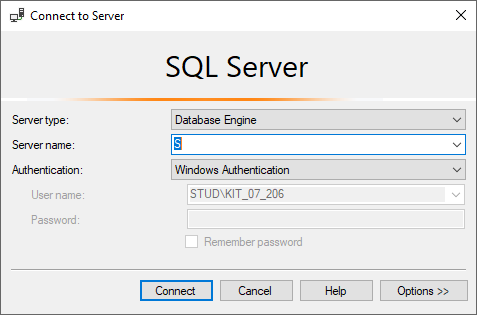 Connect to Server
SQL Server
Server type: Database Engine
Server name: S
Authentication: Windows Authentication
User name: STUD\KIT_07_206
Password:
Remember password
Connect Cancel Help Options >>